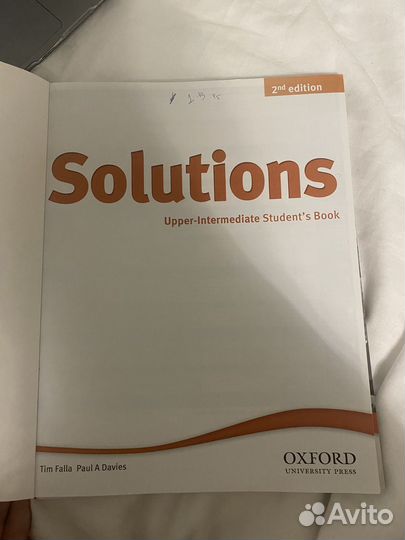 2nd edition
Solutions
Upper-Intermediate Student's Book
Tim Falla Paul A Davies
OXFORD
UNIVERSITY PRESS
Avito